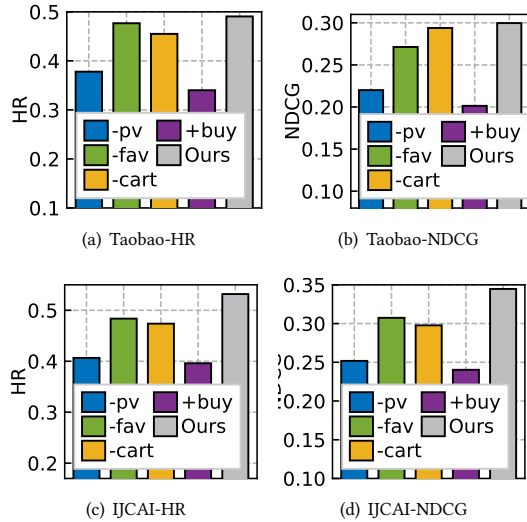 0.5
0.4
0.3
0.2
0.1
HR
-pv +buy
-fav Ours
-cart
(a) Taobao-HR
0.30
0.25
0.20
0.15
0.10
NDCG
-pv +buy
-fav Ours
-cart
(b) Taobao-NDCG
0.5
0.4
0.3
0.2
HR
-pv +buy
-fav Ours
-cart
(c) IJCAI-HR
0.35
0.30
0.25
0.20
0.15
0.10
-pv +buy
-fav Ours
-cart
(d) IJCAI-NDCG